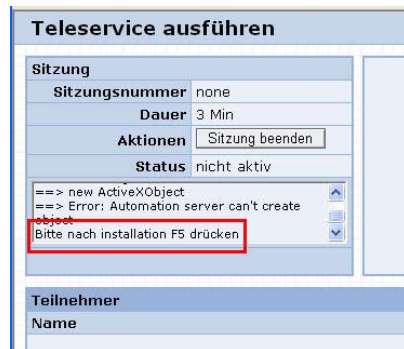 Teleservice ausführen
Sitzung
Sitzungsnummer none
Dauer 3 Min
Aktionen Sitzung beenden
Status nicht aktiv
==> new ActiveXObject
==> Error: Automation server can't create
object
Bitte nach installation F5 drücken
Teilnehmer
Name